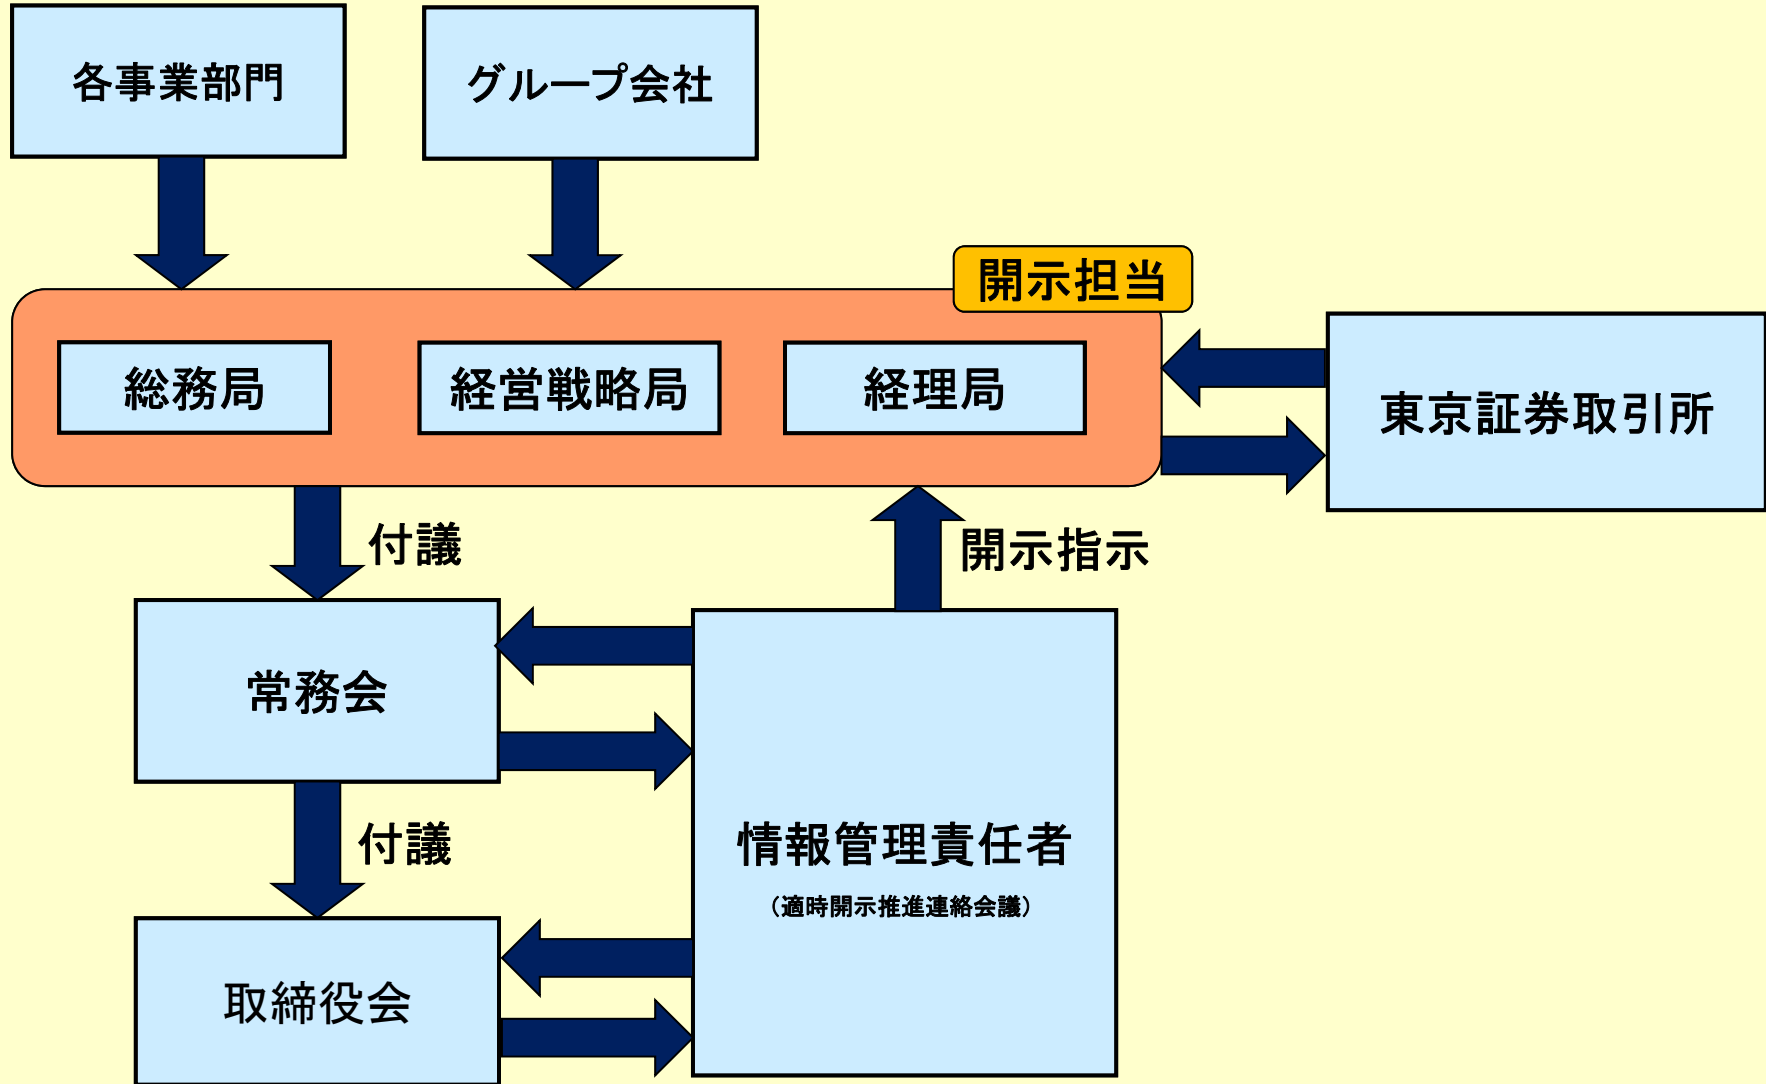 各事業部門
グループ会社
開示担当
総務局
経営戦略局
経理局
東京証券取引所
付議
開示指示
常務会
付議
情報管理責任者
（適時開示推進連絡会議）
取締役会